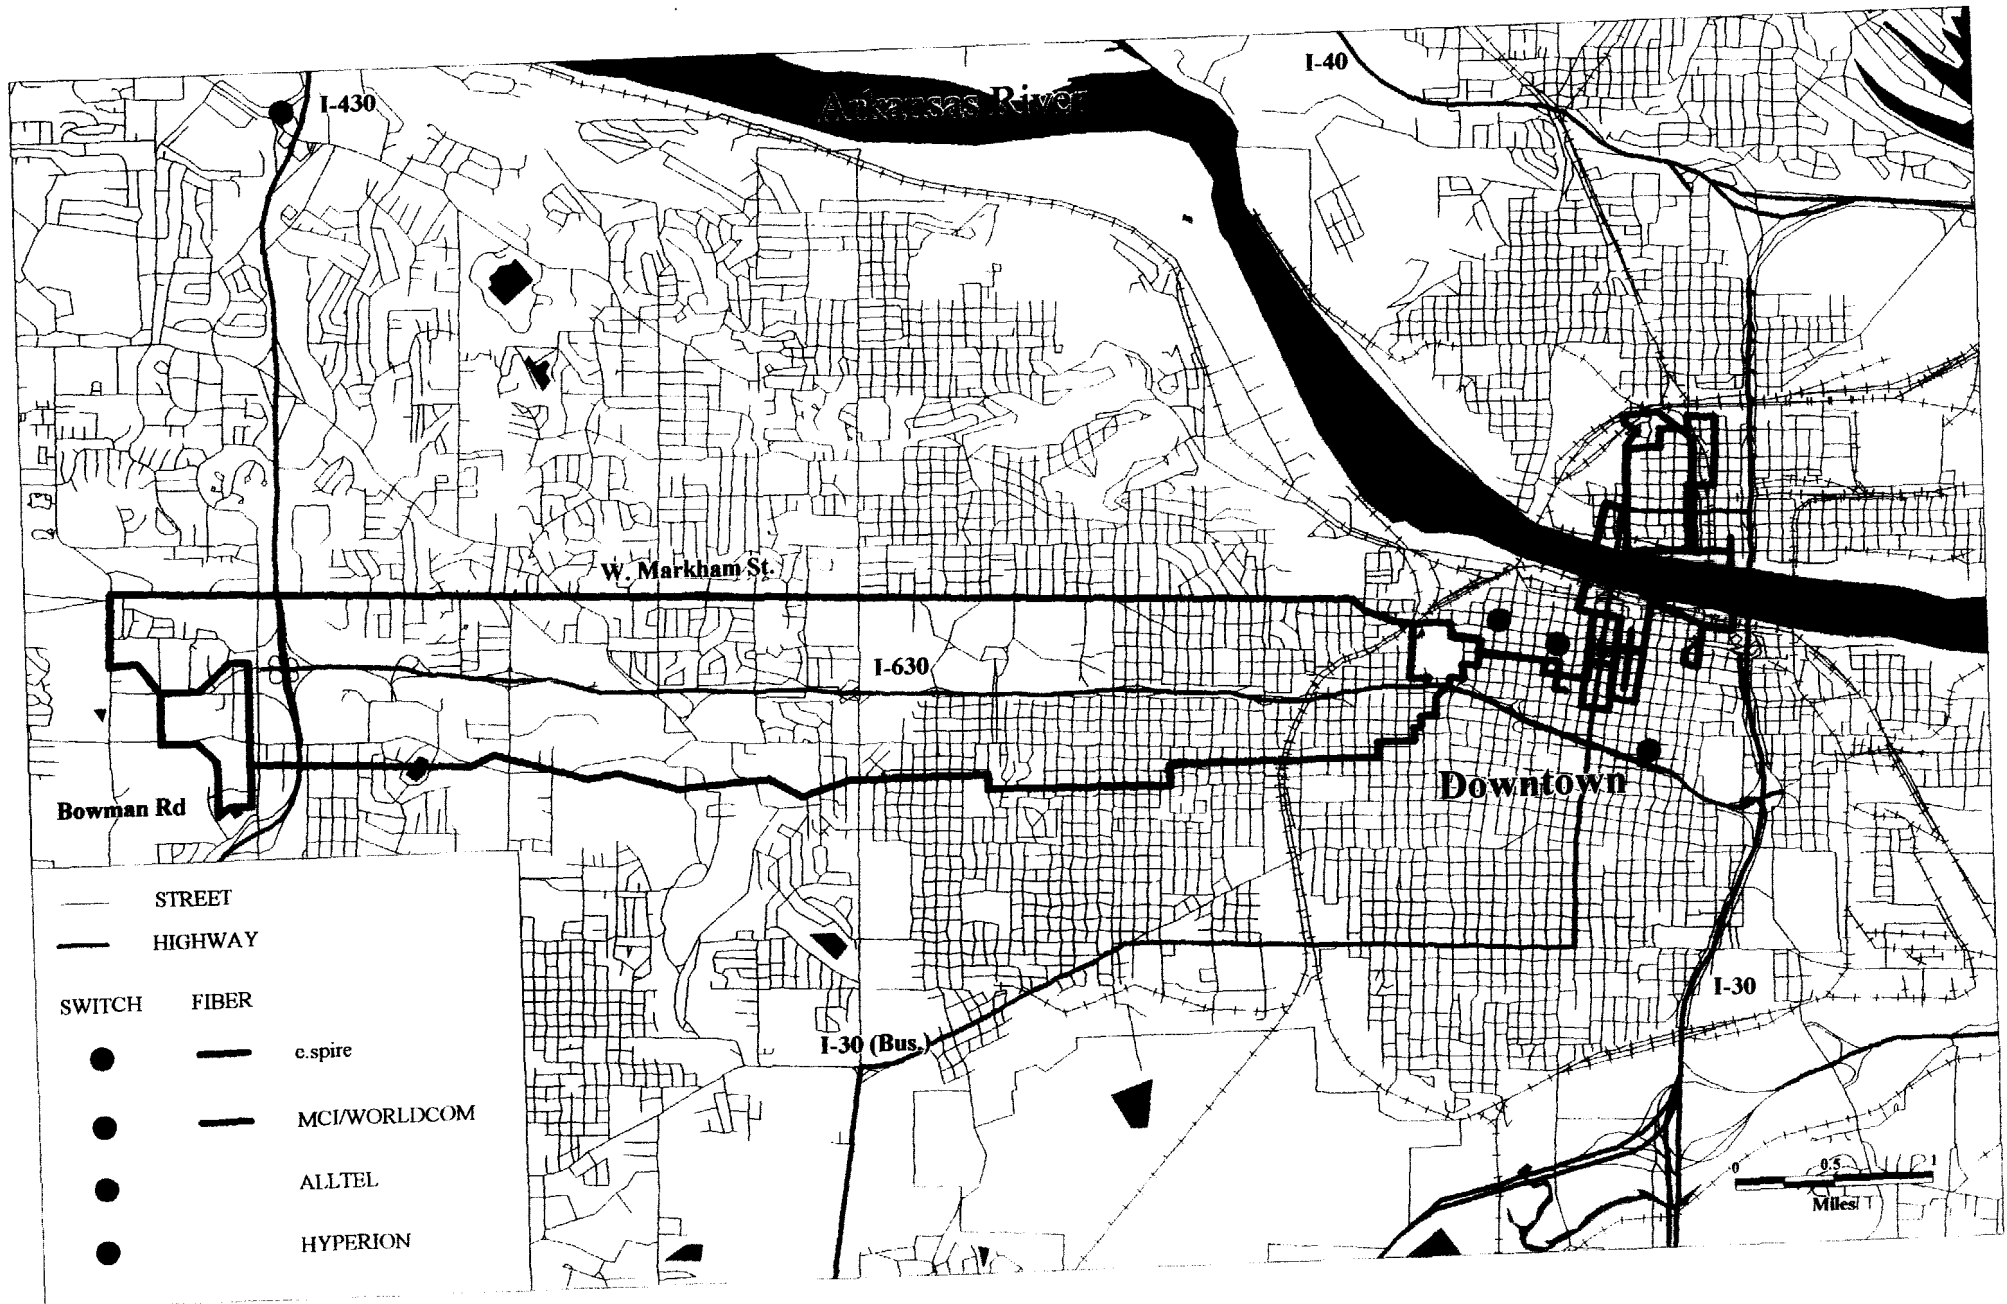 I-40
I-430
Arkansas River
W. Markham St.
I-630
Downtown
Bowman Rd
STREET
HIGHWAY
SWITCH FIBER
e.spire
MCI/WORLDCOM
ALLTEL
HYPERION
I-30
I-30 (Bus.)
0 0.5 1
Miles